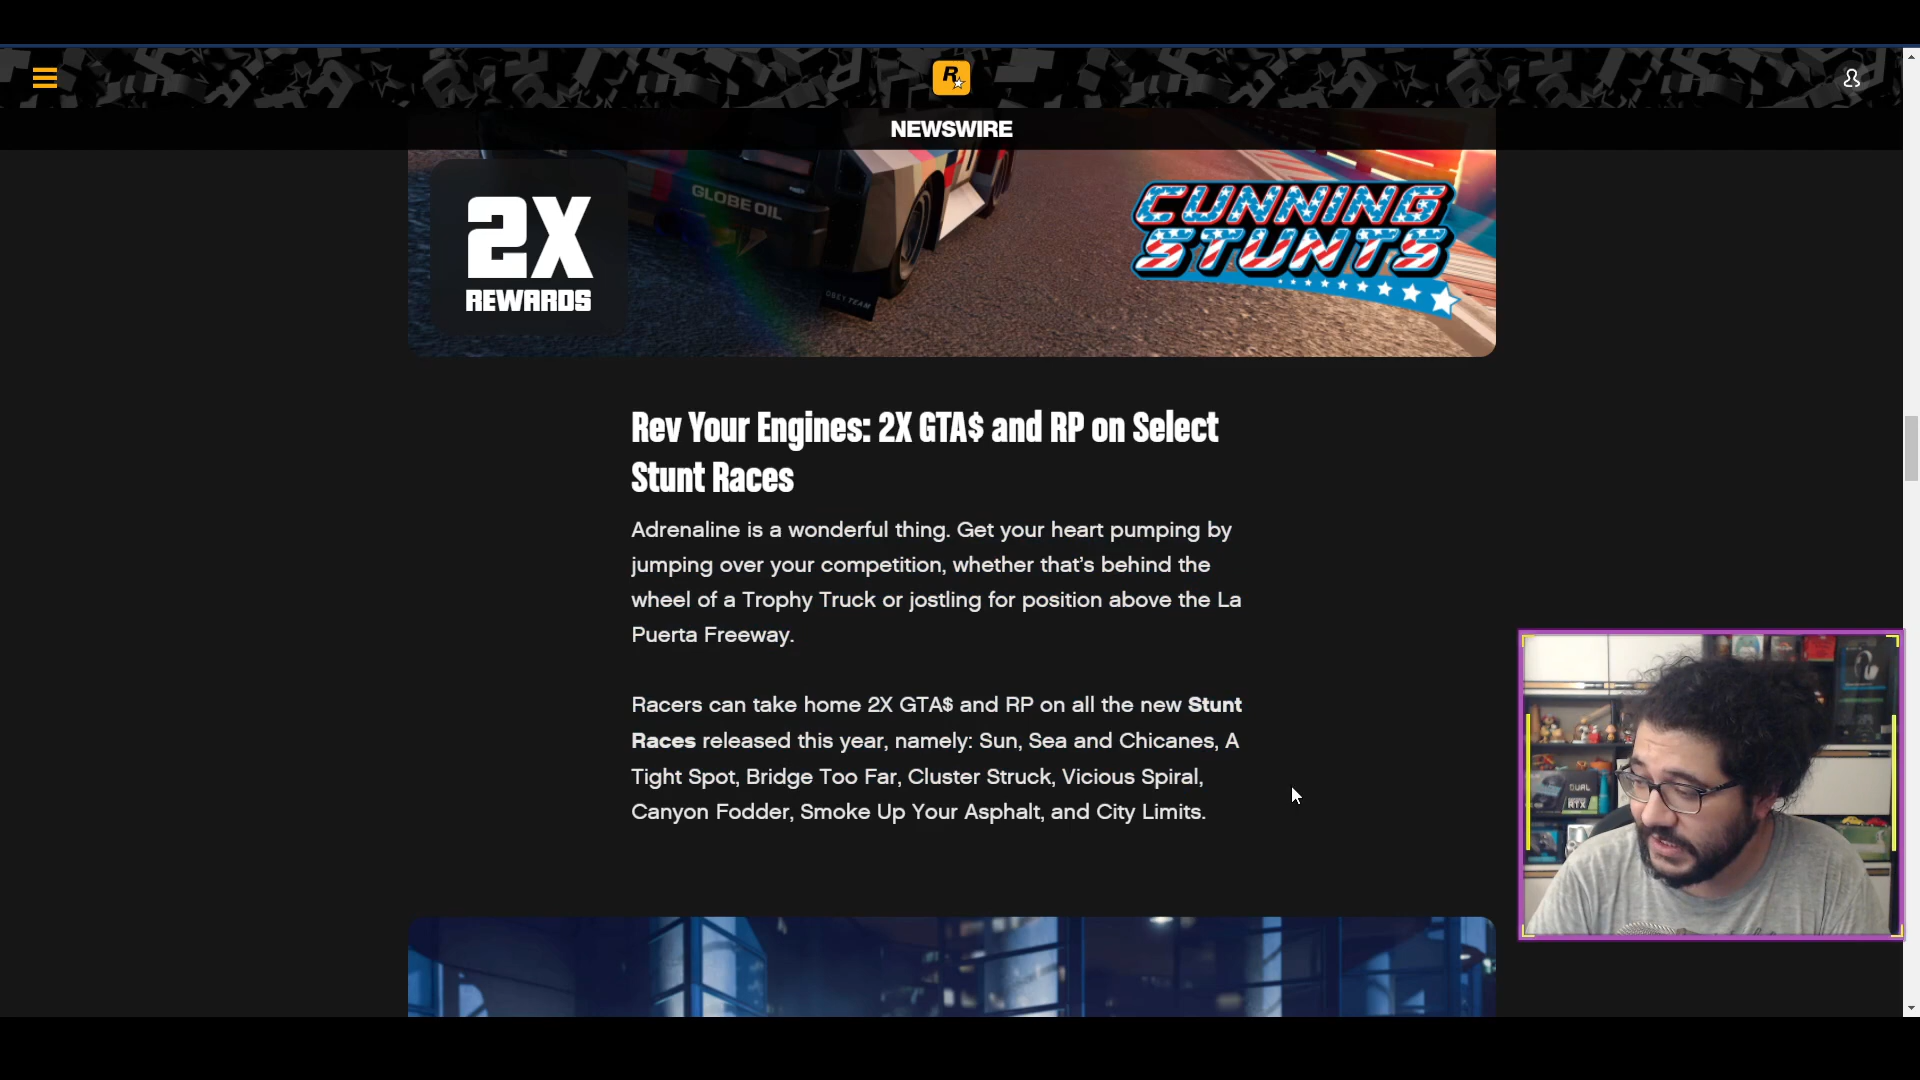 R
NEWSWIRE
GLOBE OIL
2X
REWARDS
CUNNING
STUNTS
OBEY TEAM
Rev Your Engines: 2X GTA$ and RP on Select
Stunt Races
Adrenaline is a wonderful thing. Get your heart pumping by
jumping over your competition, whether that’s behind the
wheel of a Trophy Truck or jostling for position above the La
Puerta Freeway.
Racers can take home 2X GTA$ and RP on all the new Stunt
Races released this year, namely: Sun, Sea and Chicanes, A
Tight Spot, Bridge Too Far, Cluster Struck, Vicious Spiral,
Canyon Fodder, Smoke Up Your Asphalt, and City Limits.
DUAL
RTX